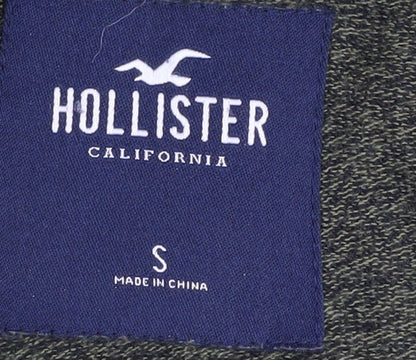 HOLLISTER
CALIFORNIA
S
MADE IN CHINA